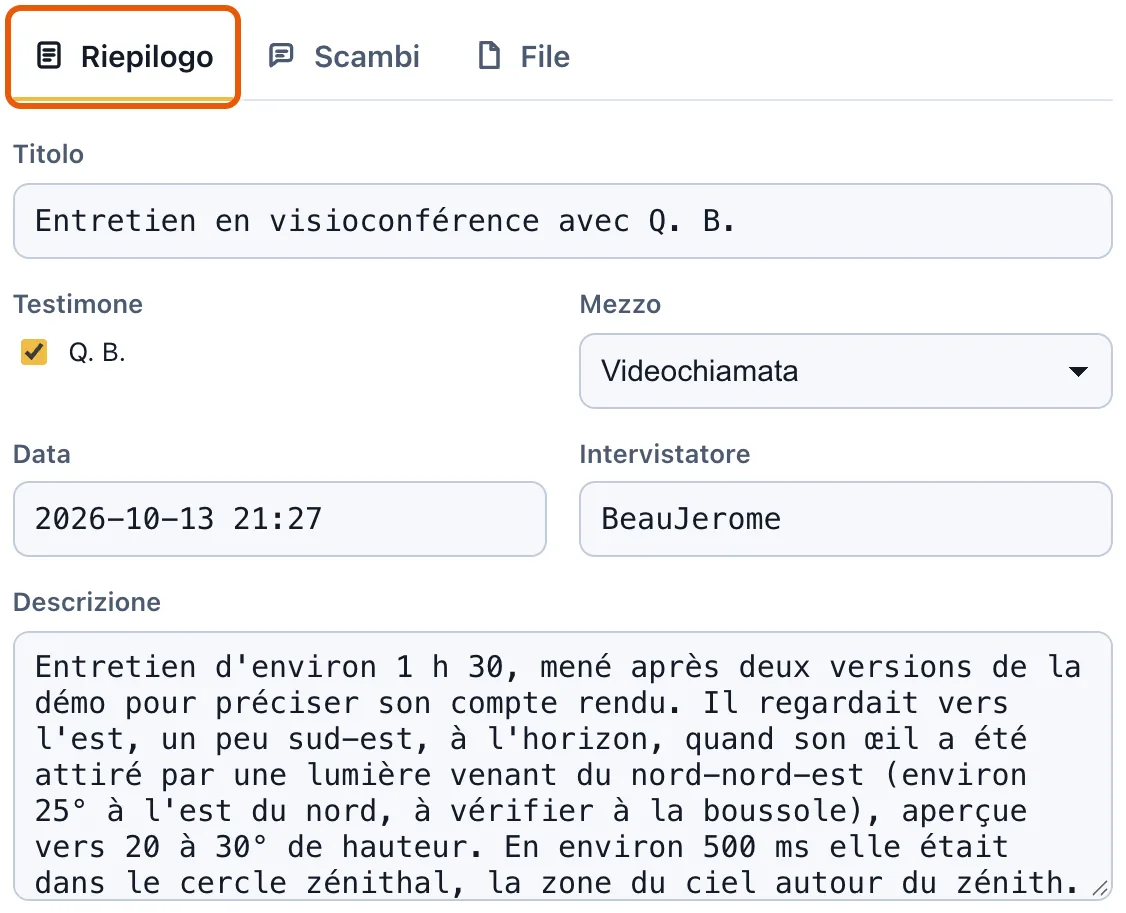 Riepilogo Scambi File
Titolo
Entretien en visioconférence avec Q. B.
Testimone Mezzo
Q. B.
Videochiamata
Data Intervistatore
2026-10-13 21:27 BeauJerome
Descrizione
Entretien d'environ 1 h 30, mené après deux versions de la
démo pour préciser son compte rendu. Il regardait vers
l'est, un peu sud-est, à l'horizon, quand son œil a été
attiré par une lumière venant du nord-nord-est (environ
25° à l'est du nord, à vérifier à la boussole), aperçue
vers 20 à 30° de hauteur. En environ 500 ms elle était
dans le cercle zénithal, la zone du ciel autour du zénith.